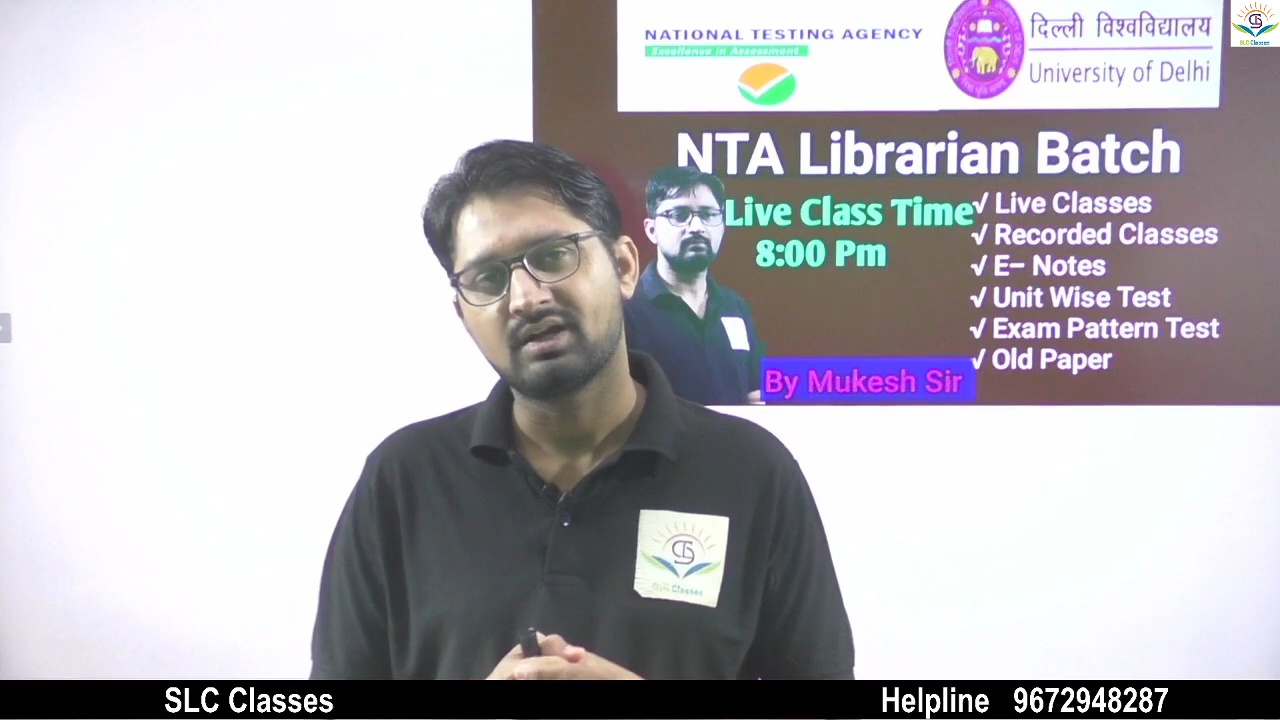 NATIONAL TESTING AGENCY
Excellence in Assessment
दिल्ली विश्वविद्यालय
University of Delhi
SLC Classes
NTA Librarian Batch
Live Class Time
8:00 Pm
√ Live Classes
√ Recorded Classes
√ E– Notes
√ Unit Wise Test
√ Exam Pattern Test
√ Old Paper
By Mukesh Sir
SLC Classes
SLC Classes
Helpline 9672948287